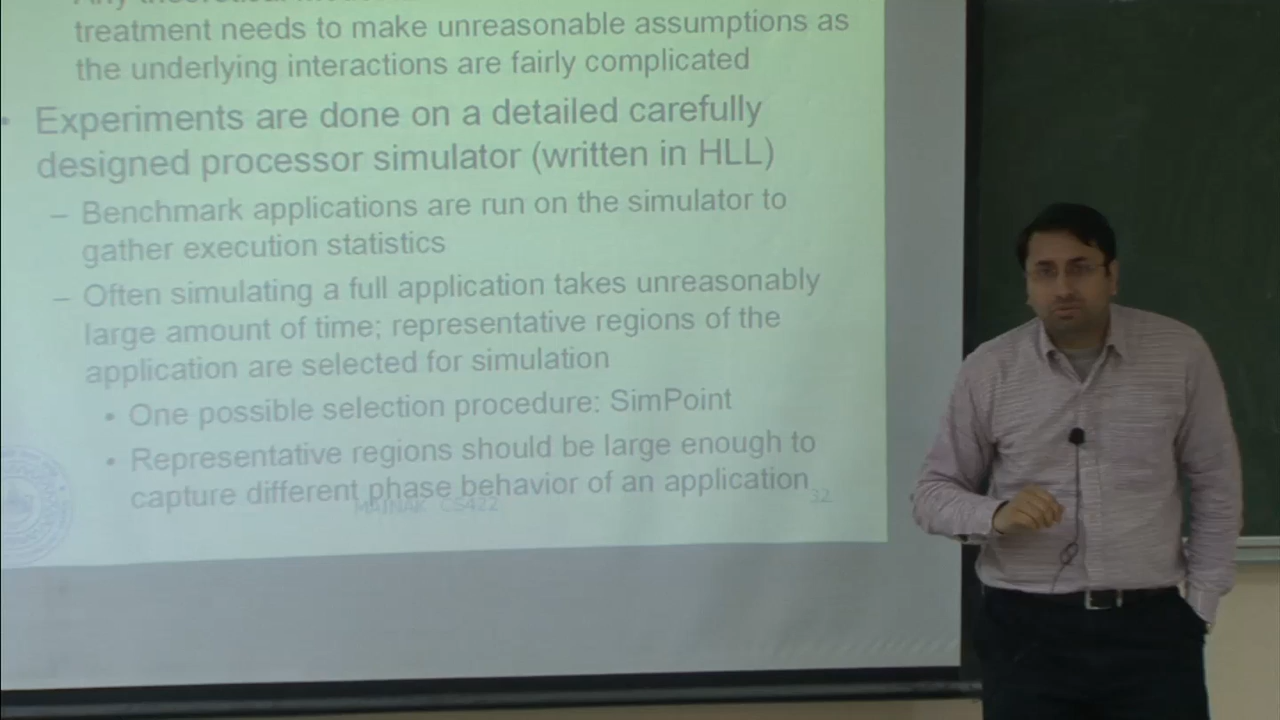 treatment needs to make unreasonable assumptions as
the underlying interactions are fairly complicated
• Experiments are done on a detailed carefully
designed processor simulator (written in HLL)
– Benchmark applications are run on the simulator to
gather execution statistics
– Often simulating a full application takes unreasonably
large amount of time; representative regions of the
application are selected for simulation
• One possible selection procedure: SimPoint
• Representative regions should be large enough to
capture different phase behavior of an application
MAINAK CS422
32